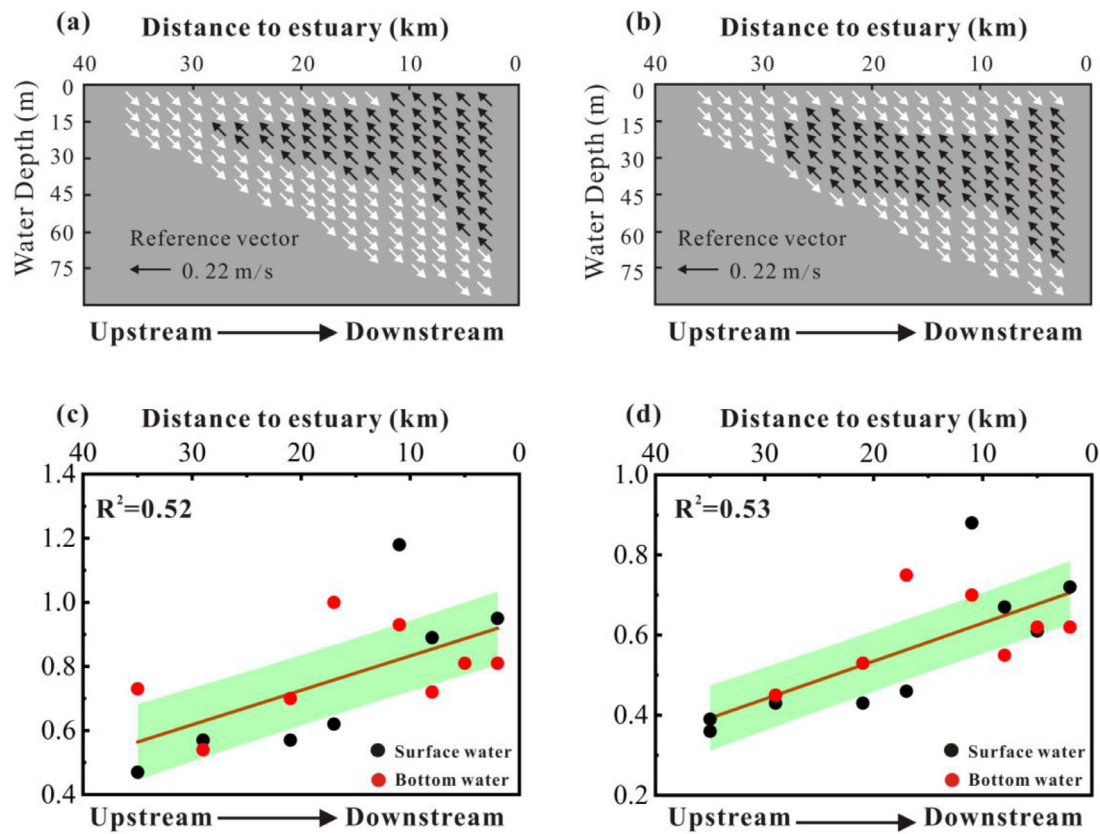 (a)
Distance to estuary (km)
40 30 20 10 0
Water Depth (m)
0
15
30
45
60
75
Reference vector
0. 22 m/s
Upstream Downstream
(b)
Distance to estuary (km)
40 30 20 10 0
Water Depth (m)
0
15
30
45
60
75
Reference vector
0. 22 m/s
Upstream Downstream
(c)
Distance to estuary (km)
40 30 20 10 0
1.4
1.2
1.0
0.8
0.6
0.4
R²=0.52
Surface water
Bottom water
Upstream Downstream
(d)
Distance to estuary (km)
40 30 20 10 0
1.0
0.8
0.6
0.4
0.2
R²=0.53
Surface water
Bottom water
Upstream Downstream